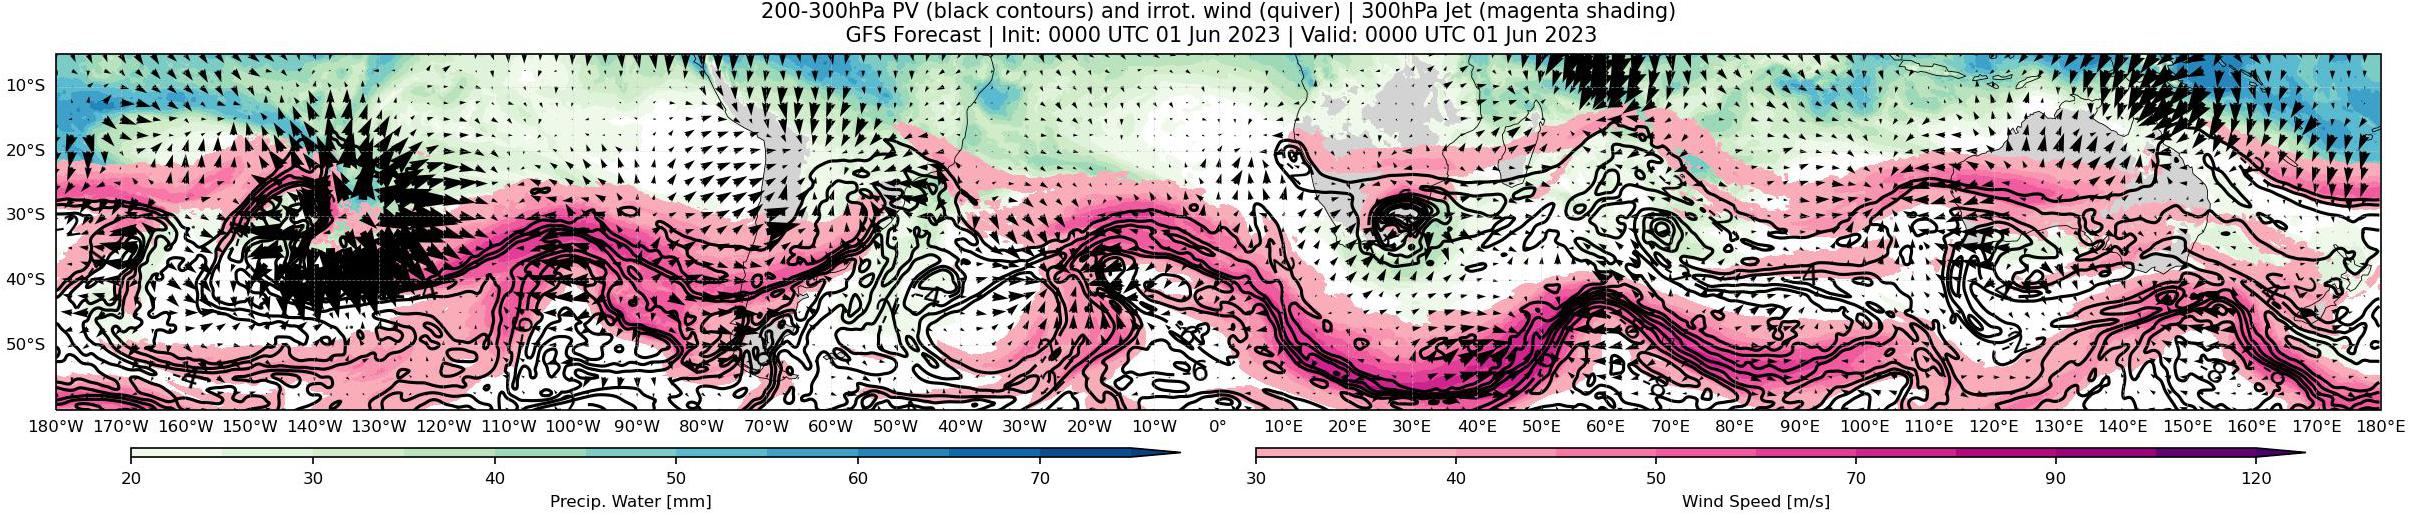 200-300hPa PV (black contours) and irrot. wind (quiver) | 300hPa Jet (magenta shading)
GFS Forecast | Init: 0000 UTC 01 Jun 2023 | Valid: 0000 UTC 01 Jun 2023
10°S
20°S
30°S
40°S
50°S
180°W 170°W 160°W 150°W 140°W 130°W 120°W 110°W 100°W 90°W 80°W 70°W 60°W 50°W 40°W 30°W 20°W 10°W 0° 10°E 20°E 30°E 40°E 50°E 60°E 70°E 80°E 90°E 100°E 110°E 120°E 130°E 140°E 150°E 160°E 170°E 180°E
20 30 40 50 60 70
Precip. Water [mm]
30 40 50 70 90 120
Wind Speed [m/s]